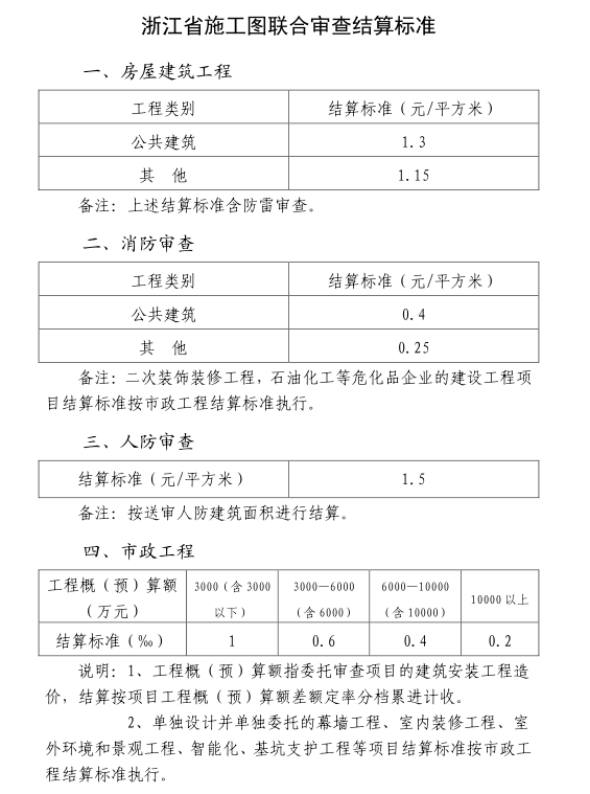 浙江省施工图联合审查结算标准
一、房屋建筑工程
工程类别 结算标准（元/平方米）
公共建筑 1.3
其 他 1.15
备注：上述结算标准含防雷审查。
二、消防审查
工程类别 结算标准（元/平方米）
公共建筑 0.4
其 他 0.25
备注：二次装饰装修工程，石油化工等危化品企业的建设工程项
目结算标准按市政工程结算标准执行。
三、人防审查
结算标准（元/平方米） 1.5
备注：按送审人防建筑面积进行结算。
四、市政工程
工程概（预）算额 3000（含3000 3000—6000 6000—10000 10000以上
（万元） 以下） （含6000） （含10000）
结算标准（‰） 1 0.6 0.4 0.2
说明：1、工程概（预）算额指委托审查项目的建筑安装工程造
价，结算按项目工程概（预）算额差额定率分档累进计收。
2、单独设计并单独委托的幕墙工程、室内装修工程、室
外环境和景观工程、智能化、基坑支护工程等项目结算标准按市政工
程结算标准执行。